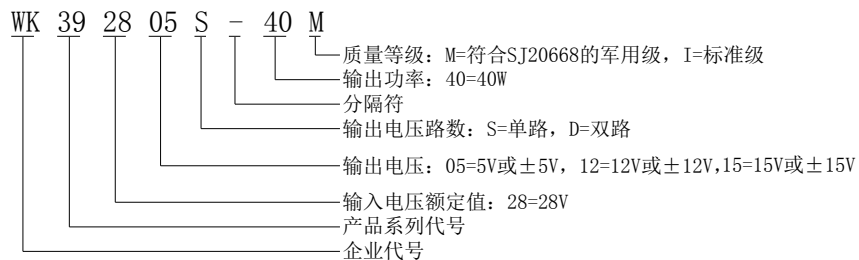 WK 39 28 05 S - 40 M
质量等级：M=符合SJ20668的军用级，I=标准级
输出功率：40=40W
分隔符
输出电压路数：S=单路，D=双路
输出电压：05=5V或±5V，12=12V或±12V,15=15V或±15V
输入电压额定值：28=28V
产品系列代号
企业代号